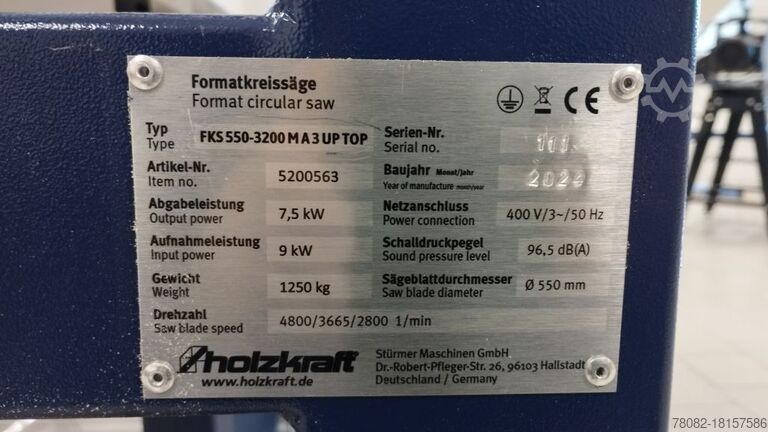 Formatkreissäge
Format circular saw
CE
Typ
Type
FKS 550-3200 M A 3 UP TOP
Serien-Nr.
Serial no.
Artikel-Nr.
Item no.
5200563
Baujahr Monat/Jahr
Year of manufacture month/year
2024
Abgabeleistung
Output power
7,5 kW
Netzanschluss
Power connection
400 V/3~/50 Hz
Aufnahmeleistung
Input power
9 kW
Schalldruckpegel
Sound pressure level
96,5 dB(A)
Gewicht
Weight
1250 kg
Sägeblattdurchmesser
Saw blade diameter
Ø 550 mm
Drehzahl
Saw blade speed
4800/3665/2800 1/min
holzkraft
www.holzkraft.de
Stürmer Maschinen GmbH
Dr.-Robert-Pfleger-Str. 26, 96103 Hallstadt
Deutschland / Germany
78082-18157586